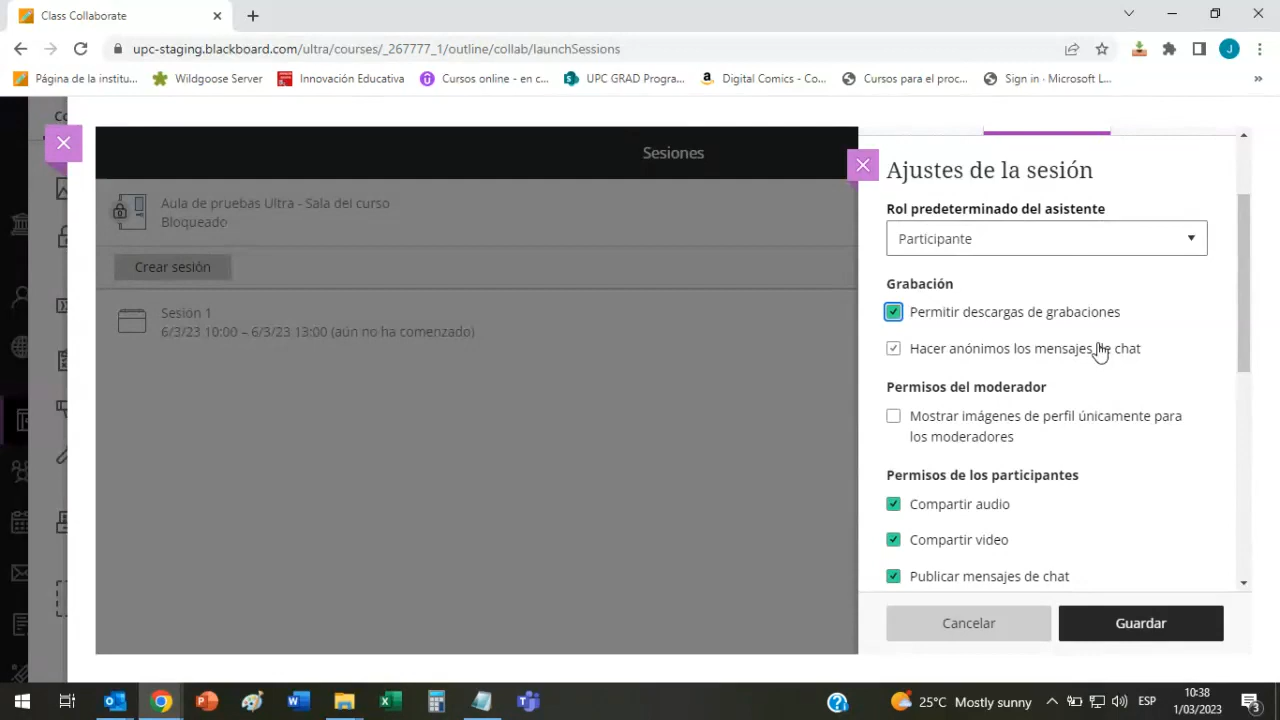 Class Collaborate
upc-staging.blackboard.com/ultra/courses/_267777_1/outline/collab/launchSessions
J
Página de la institu...
Wildgoose Server
Innovación Educativa
Cursos online - en c...
UPC GRAD Progra...
Digital Comics - Co...
Cursos para el proc...
Sign in · Microsoft L...
»
Co
Sesiones
Aula de pruebas Ultra - Sala del curso
Bloqueado
Crear sesión
Sesión 1
6/3/23 10:00 – 6/3/23 13:00 (aún no ha comenzado)
Ajustes de la sesión
Rol predeterminado del asistente
Participante
Grabación
Permitir descargas de grabaciones
Hacer anónimos los mensajes de chat
Permisos del moderador
Mostrar imágenes de perfil únicamente para
los moderadores
Permisos de los participantes
Compartir audio
Compartir video
Publicar mensajes de chat
Cancelar
Guardar
25°C Mostly sunny
ESP
10:38
1/03/2023
3